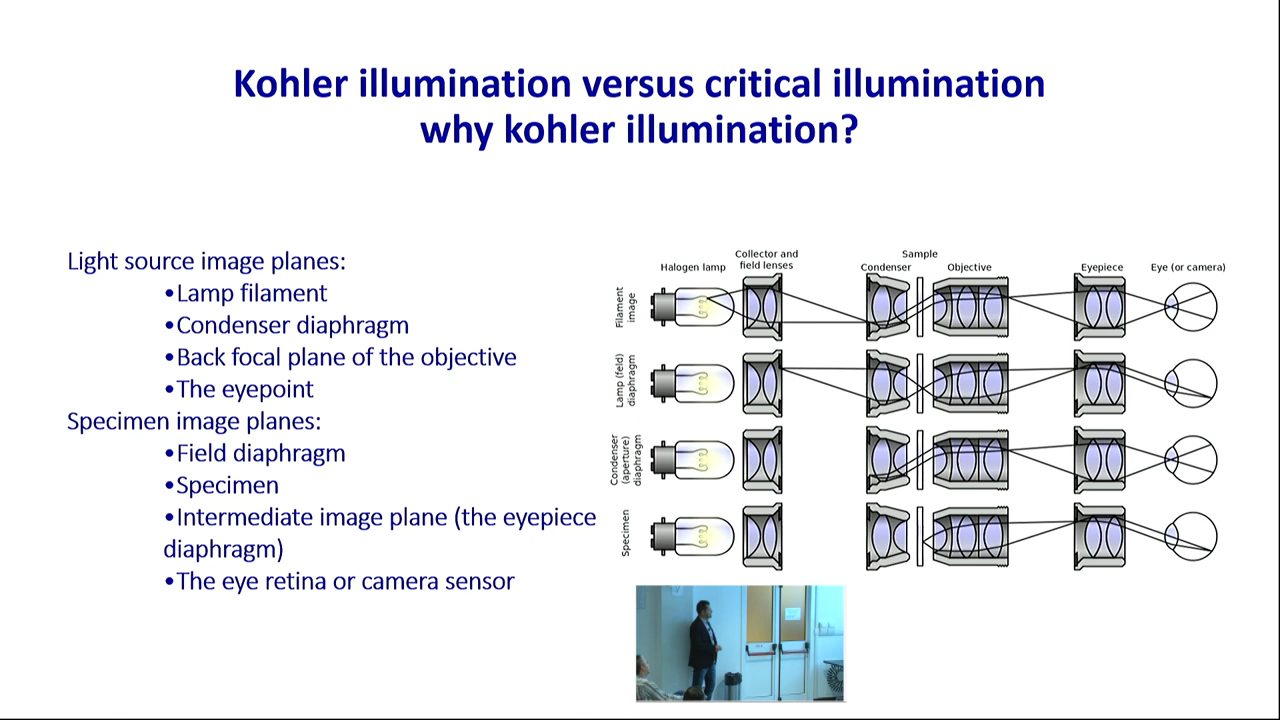 Kohler illumination versus critical illumination
why kohler illumination?
Light source image planes:
•Lamp filament
•Condenser diaphragm
•Back focal plane of the objective
•The eyepoint
Specimen image planes:
•Field diaphragm
•Specimen
•Intermediate image plane (the eyepiece
diaphragm)
•The eye retina or camera sensor
Halogen lamp
Collector and
field lenses
Condenser
Sample
Objective
Eyepiece
Eye (or camera)
Filament
image
Lamp (feld)
diaphragm
Condenser
(aperture)
diaphragm
Specimen